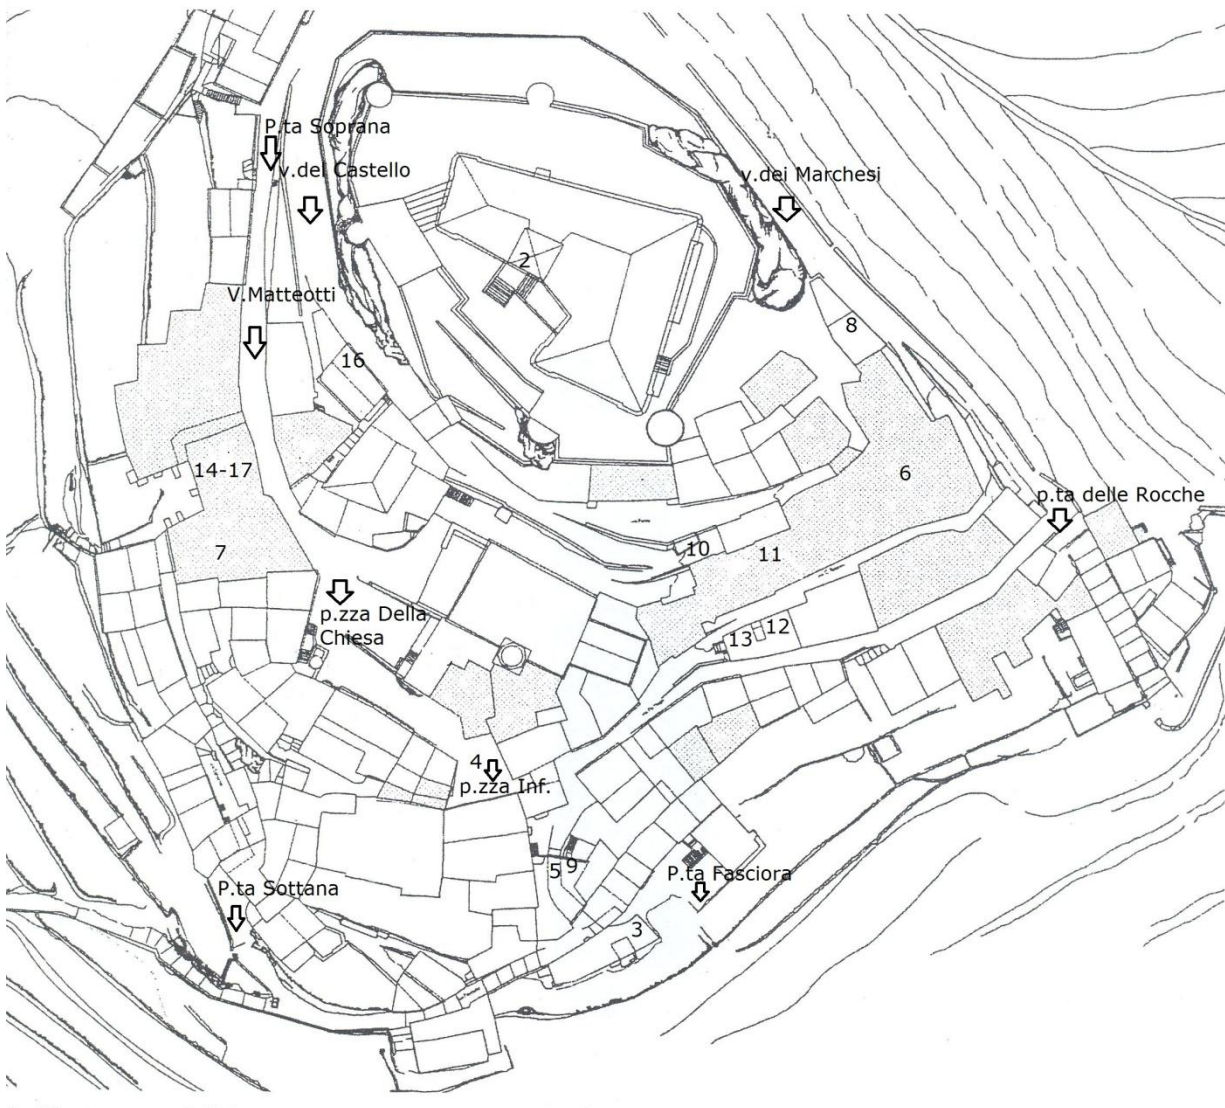 P.ta Soprana
v.del Castello
v.dei Marchesi
2
V.Matteotti
8
16
14-17
6
p.ta delle Rocche
7
10
11
p.zza Della
Chiesa
13
12
4
p.zza Inf.
5
9
P.ta Fasciora
P.ta Sottana
3